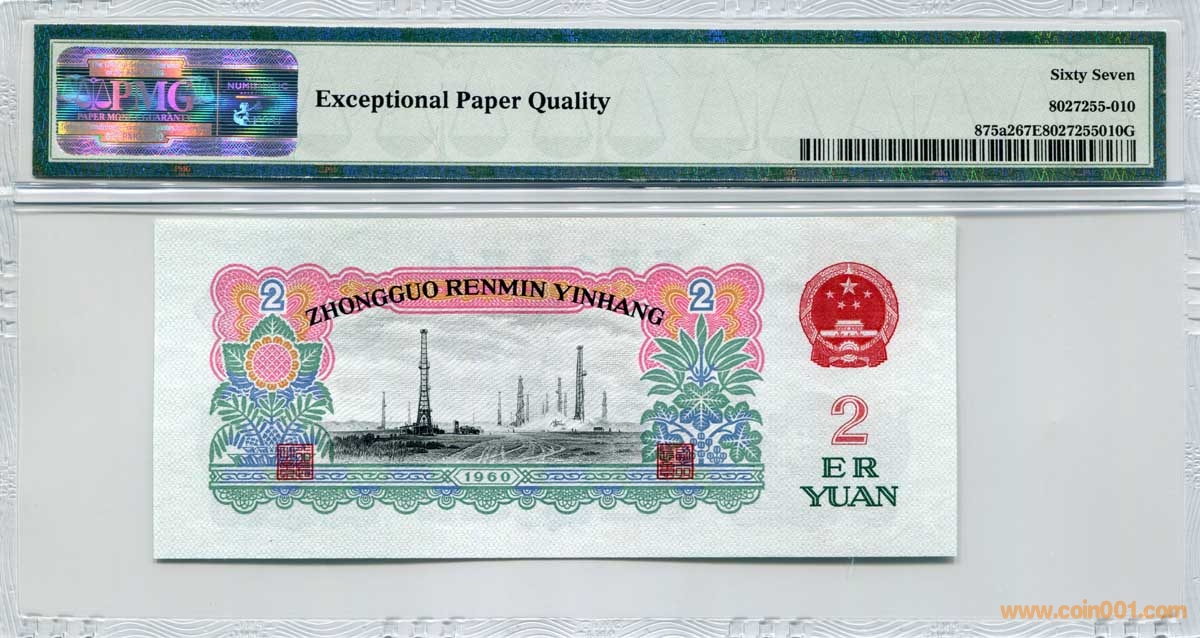 PMG
PAPER MONEY GUARANTY
Exceptional Paper Quality
Sixty Seven
8027255-010
875a267E8027255010G
2
ZHONGGUO RENMIN YINHANG
2
1960
2
ER
YUAN
www.coin001.com